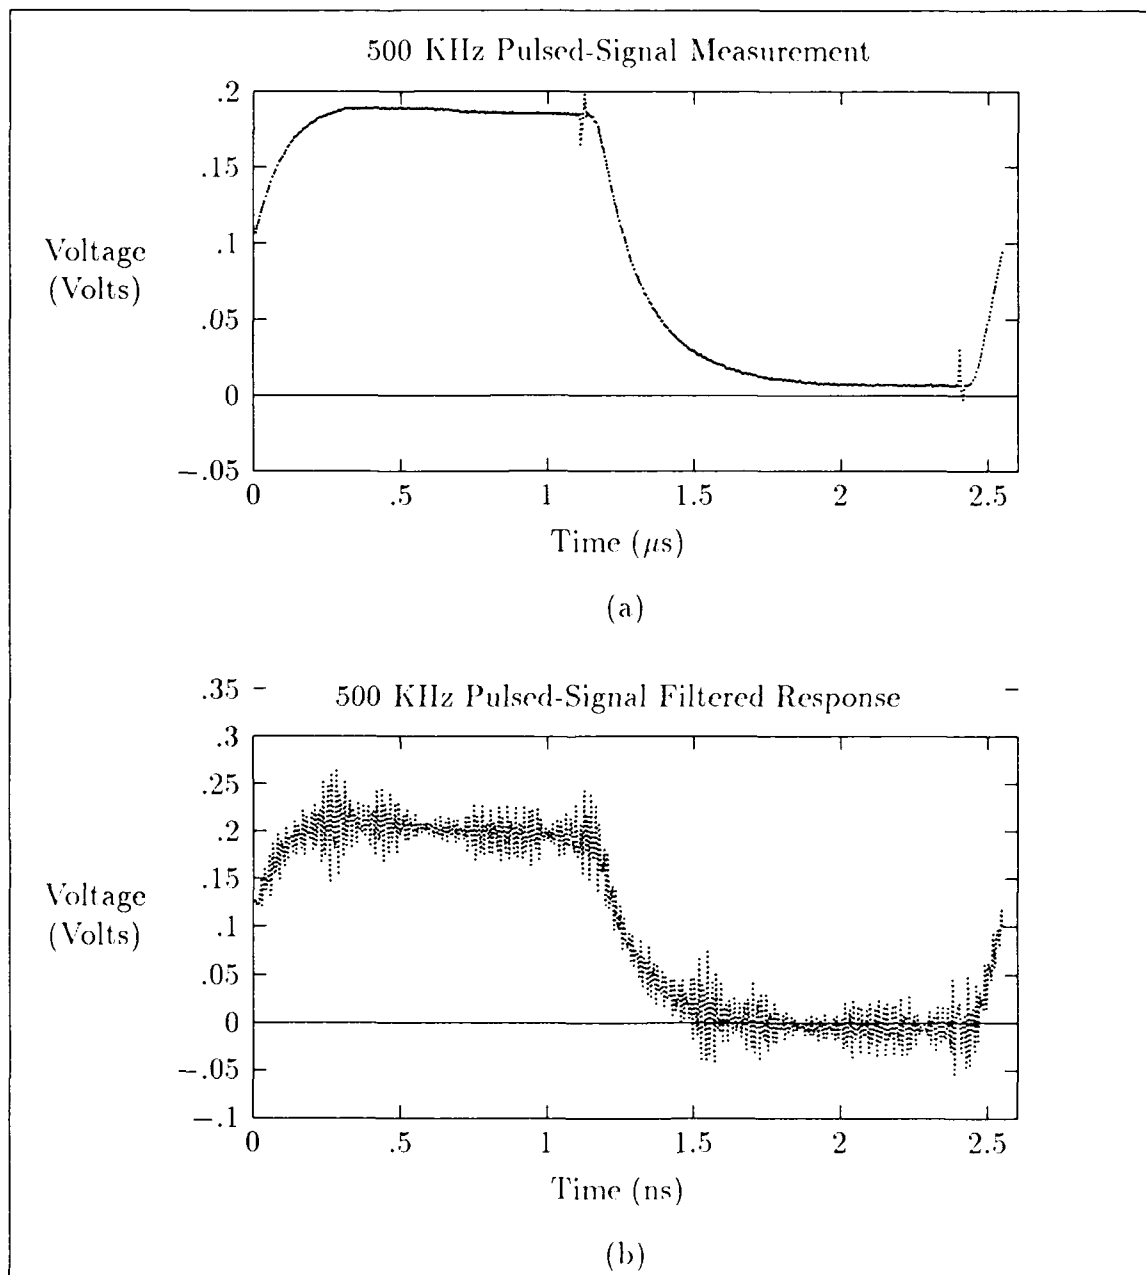 500 KHz Pulsed-Signal Measurement
.2
.15
.1
.05
0
−.05
Voltage
(Volts)
0 .5 1 1.5 2 2.5
Time (μs)
(a)
.35
500 KHz Pulsed-Signal Filtered Response
.3
.25
.2
.15
.1
.05
0
−.05
−.1
Voltage
(Volts)
0 .5 1 1.5 2 2.5
Time (ns)
(b)